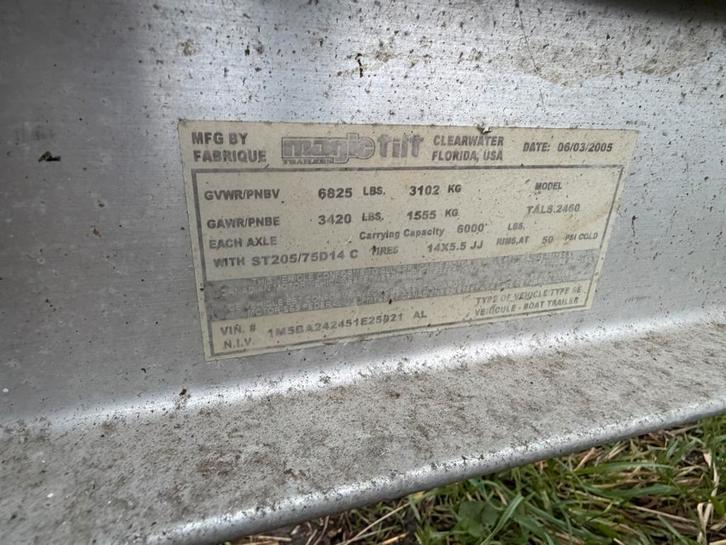 MFG BY magic tilt CLEARWATER DATE: 06/03/2005
FABRIQUE TRAILERS FLORIDA, USA
GVWR/PNBV 6825 LBS. 3102 KG MODEL
GAWR/PNBE 3420 LBS. 1555 KG TALS.2460
EACH AXLE Carrying Capacity 6000 LBS.
WITH ST205/75D14 C TIRES 14X5.5 JJ RIMS,AT 50 PSI COLD
VIN. # 1M5BA242451E25921 AL TYPE OF VEHICLE TYPE DE
N.I.V. VEHICULE - BOAT TRAILER